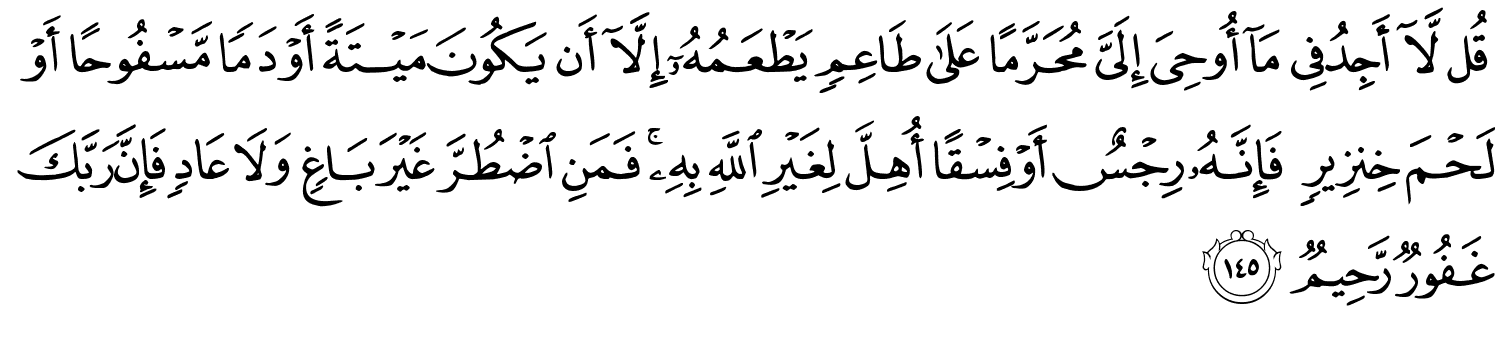 قُل لَّآ أَجِدُ فِى مَآ أُوحِىَ إِلَىَّ مُحَرَّمًا عَلَىٰ طَاعِمٍ يَطْعَمُهُۥٓ إِلَّآ أَن يَكُونَ مَيْتَةً أَوْ دَمًا مَّسْفُوحًا أَوْ
لَحْمَ خِنزِيرٍ فَإِنَّهُۥ رِجْسٌ أَوْ فِسْقًا أُهِلَّ لِغَيْرِ ٱللَّهِ بِهِۦ ۚ فَمَنِ ٱضْطُرَّ غَيْرَ بَاغٍ وَلَا عَادٍ فَإِنَّ رَبَّكَ
غَفُورٌ رَّحِيمٌ ١٤٥